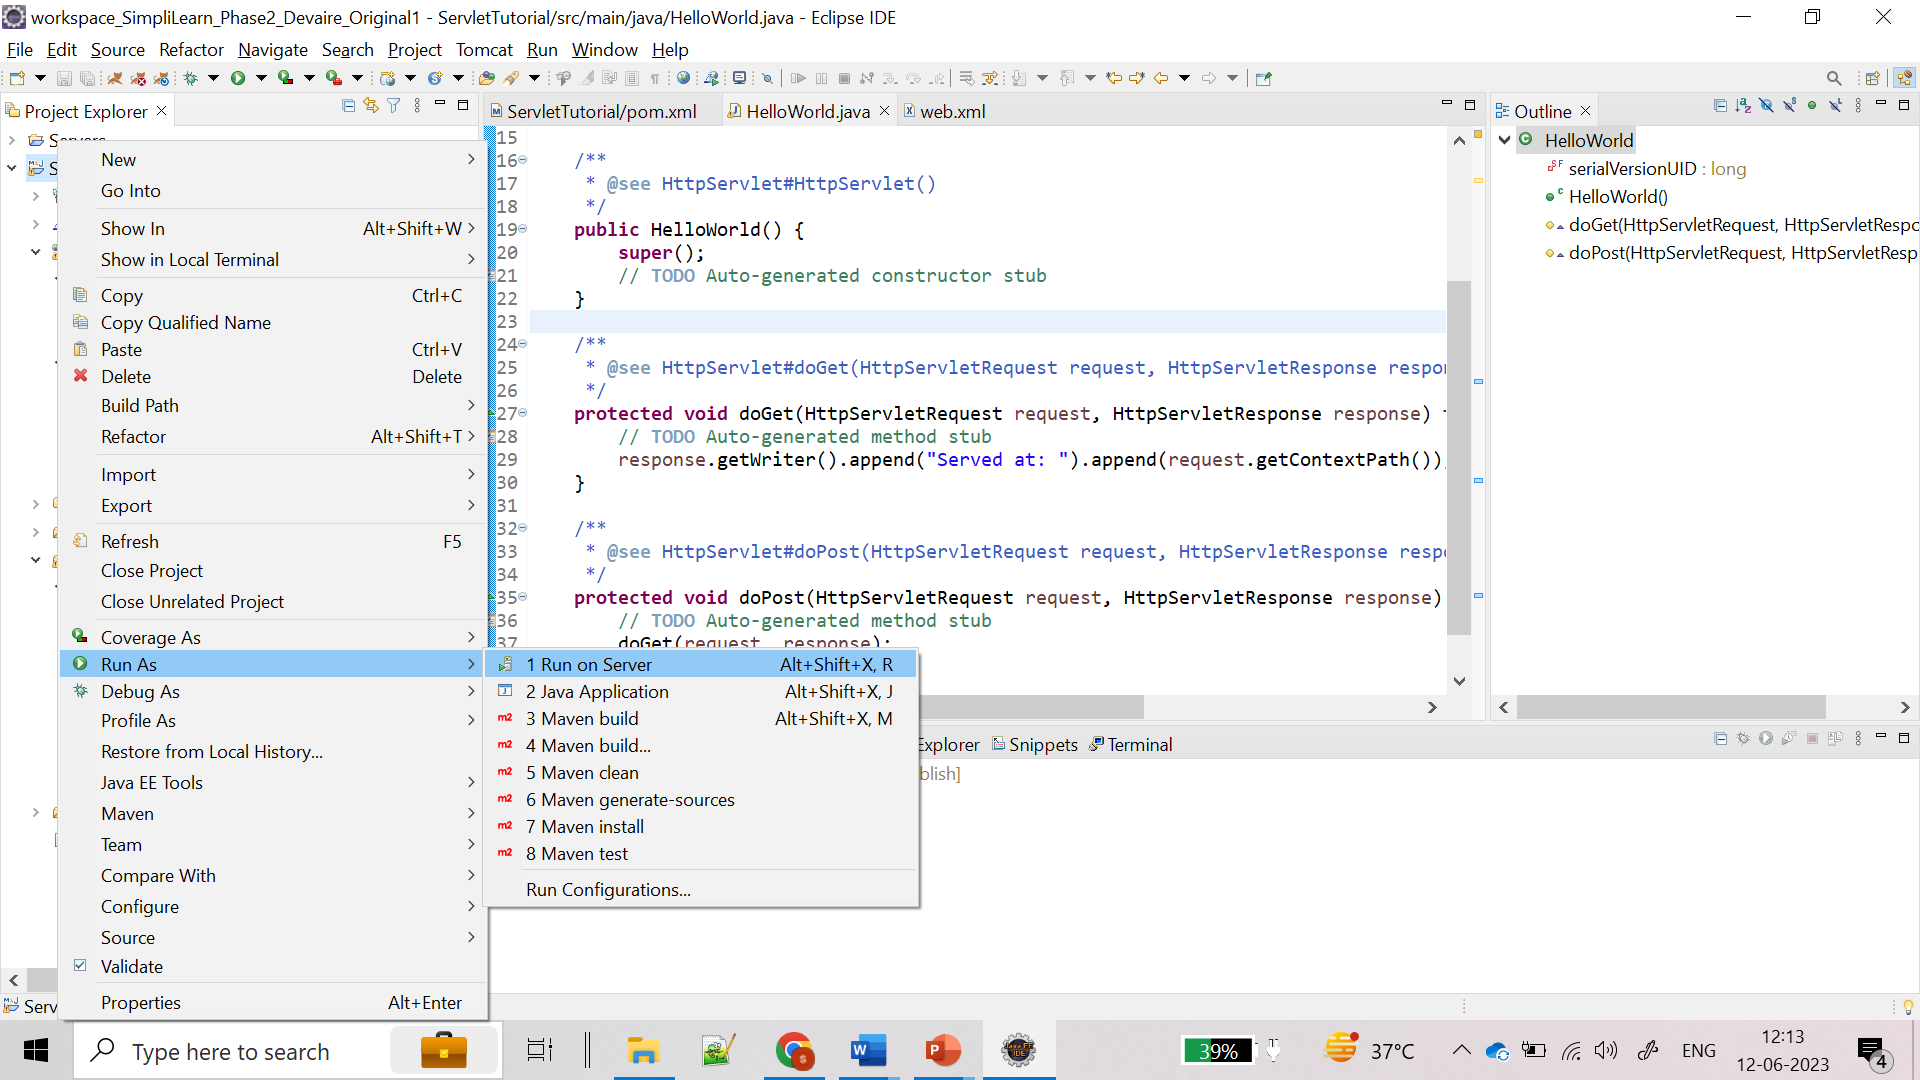 workspace_SimpliLearn_Phase2_Devaire_Original1 - ServletTutorial/src/main/java/HelloWorld.java - Eclipse IDE
File Edit Source Refactor Navigate Search Project Tomcat Run Window Help
Project Explorer
ServletTutorial/pom.xml HelloWorld.java web.xml
Outline
New
Go Into
Show In Alt+Shift+W
Show in Local Terminal
Copy Ctrl+C
Copy Qualified Name
Paste Ctrl+V
Delete Delete
Build Path
Refactor Alt+Shift+T
Import
Export
Refresh F5
Close Project
Close Unrelated Project
Coverage As
Run As
Debug As
Profile As
Restore from Local History...
Java EE Tools
Maven
Team
Compare With
Configure
Source
Validate
Properties Alt+Enter
1 Run on Server Alt+Shift+X, R
2 Java Application Alt+Shift+X, J
3 Maven build Alt+Shift+X, M
4 Maven build...
5 Maven clean
6 Maven generate-sources
7 Maven install
8 Maven test
Run Configurations...
15
16 /**
17 * @see HttpServlet#HttpServlet()
18 */
19 public HelloWorld() {
20 super();
21 // TODO Auto-generated constructor stub
22 }
23
24 /**
25 * @see HttpServlet#doGet(HttpServletRequest request, HttpServletResponse respo
26 */
27 protected void doGet(HttpServletRequest request, HttpServletResponse response)
28 // TODO Auto-generated method stub
29 response.getWriter().append("Served at: ").append(request.getContextPath())
30 }
31
32 /**
33 * @see HttpServlet#doPost(HttpServletRequest request, HttpServletResponse resp
34 */
35 protected void doPost(HttpServletRequest request, HttpServletResponse response)
36 // TODO Auto-generated method stub
37 doGet(request, response);
HelloWorld
serialVersionUID : long
HelloWorld()
doGet(HttpServletRequest, HttpServletRespo
doPost(HttpServletRequest, HttpServletResp
Explorer Snippets Terminal
blish]
Serv
Type here to search
39%
37°C
ENG
12:13
12-06-2023
4